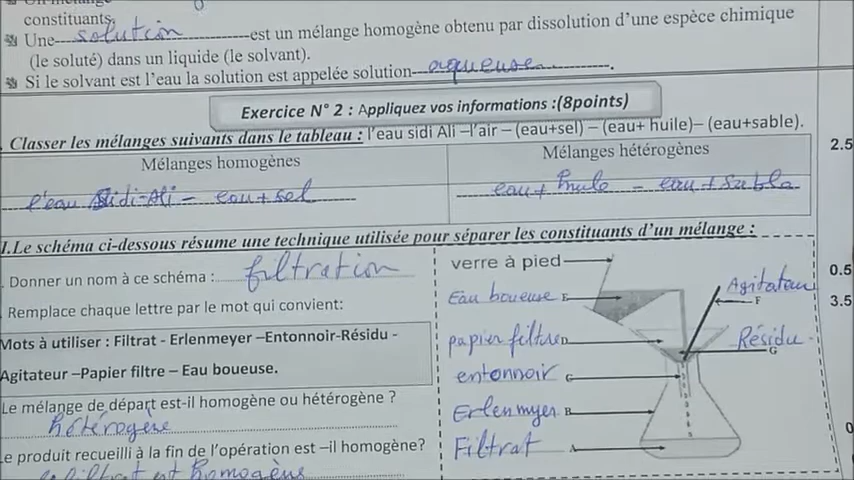 constituants.
Une solution est un mélange homogène obtenu par dissolution d'une espèce chimique
(le soluté) dans un liquide (le solvant).
Si le solvant est l'eau la solution est appelée solution aqueuse.
Exercice N° 2 : Appliquez vos informations :(8points)
. Classer les mélanges suivants dans le tableau : l'eau sidi Ali –l'air – (eau+sel) – (eau+ huile)– (eau+sable).
2.5
Mélanges homogènes
Mélanges hétérogènes
l'eau Sidi-Ali – eau+sel
eau+huile – eau+sable
I.Le schéma ci-dessous résume une technique utilisée pour séparer les constituants d'un mélange :
. Donner un nom à ce schéma : filtration
0.5
. Remplace chaque lettre par le mot qui convient:
3.5
Mots à utiliser : Filtrat - Erlenmeyer –Entonnoir-Résidu -
Agitateur –Papier filtre – Eau boueuse.
Le mélange de départ est-il homogène ou hétérogène ?
hétérogène
Le produit recueilli à la fin de l'opération est –il homogène?
le filtrat est homogène
verre à pied
Eau boueuse E
Agitateur
F
papier filtre D
Résidu
G
entonnoir C
Erlenmyer B
Filtrat A